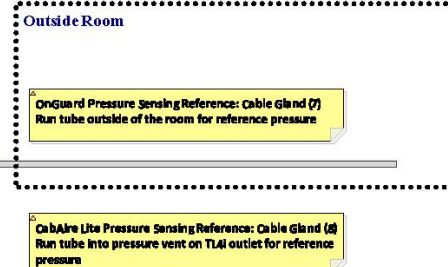 Outside Room
OnGuard Pressure Sensing Reference: Cable Gland (7)
Run tube outside of the room for reference pressure
CabAire Lite Pressure Sensing Reference: Cable Gland (8)
Run tube into pressure vent on TL4i outlet for reference
pressure